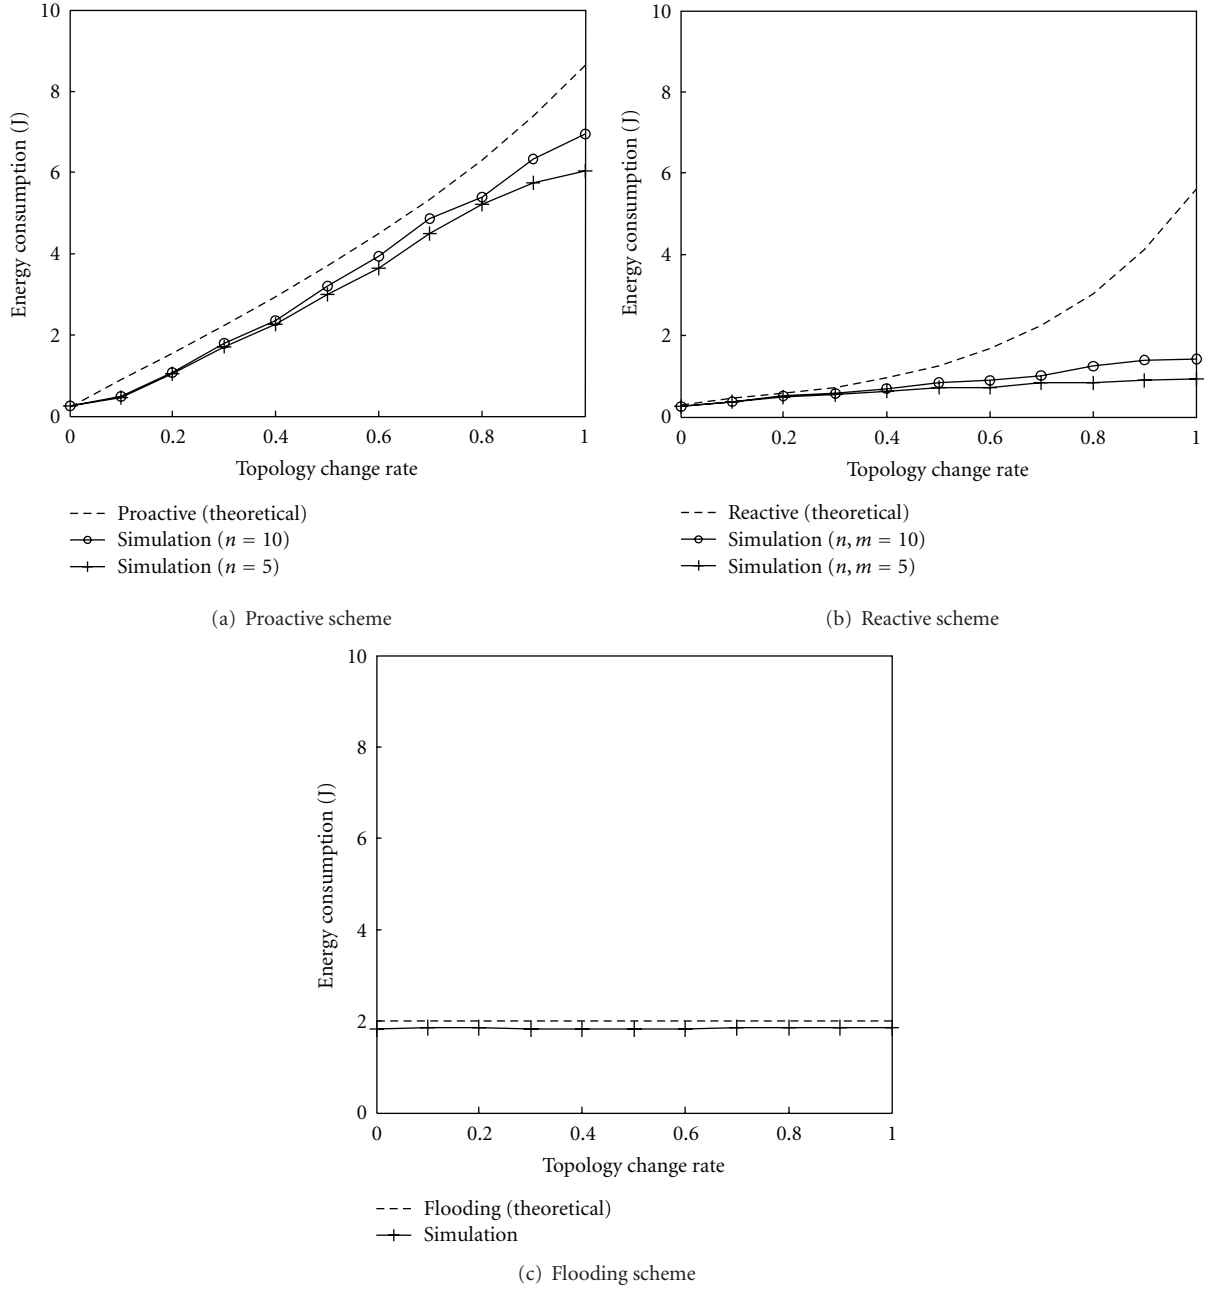 10
8
6
4
2
0
Energy consumption (J)
0 0.2 0.4 0.6 0.8 1
Topology change rate
Proactive (theoretical)
Simulation (n = 10)
Simulation (n = 5)
(a) Proactive scheme
10
8
6
4
2
0
Energy consumption (J)
0 0.2 0.4 0.6 0.8 1
Topology change rate
Reactive (theoretical)
Simulation (n, m = 10)
Simulation (n, m = 5)
(b) Reactive scheme
10
8
6
4
2
0
Energy consumption (J)
0 0.2 0.4 0.6 0.8 1
Topology change rate
Flooding (theoretical)
Simulation
(c) Flooding scheme